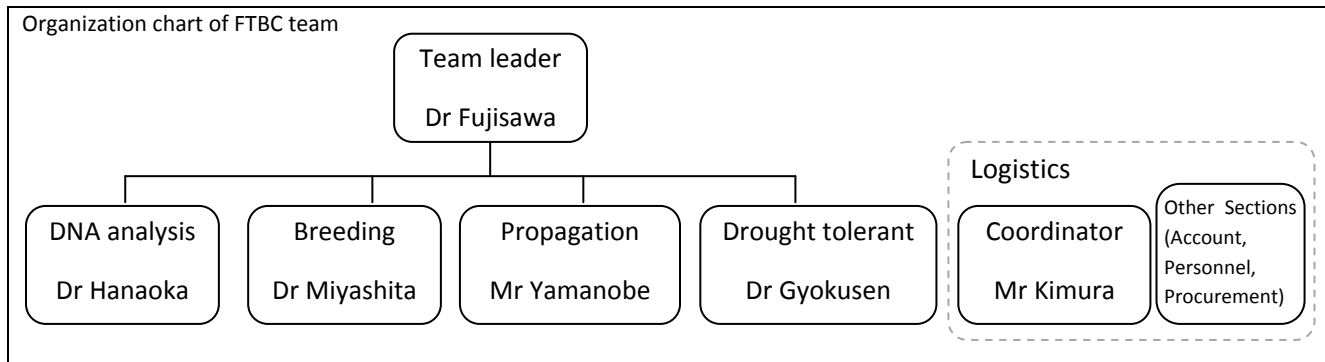 Organization chart of FTBC team
Team leader
Dr Fujisawa
DNA analysis
Dr Hanaoka
Breeding
Dr Miyashita
Propagation
Mr Yamanobe
Drought tolerant
Dr Gyokusen
Logistics
Coordinator
Mr Kimura
Other Sections
(Account,
Personnel,
Procurement)